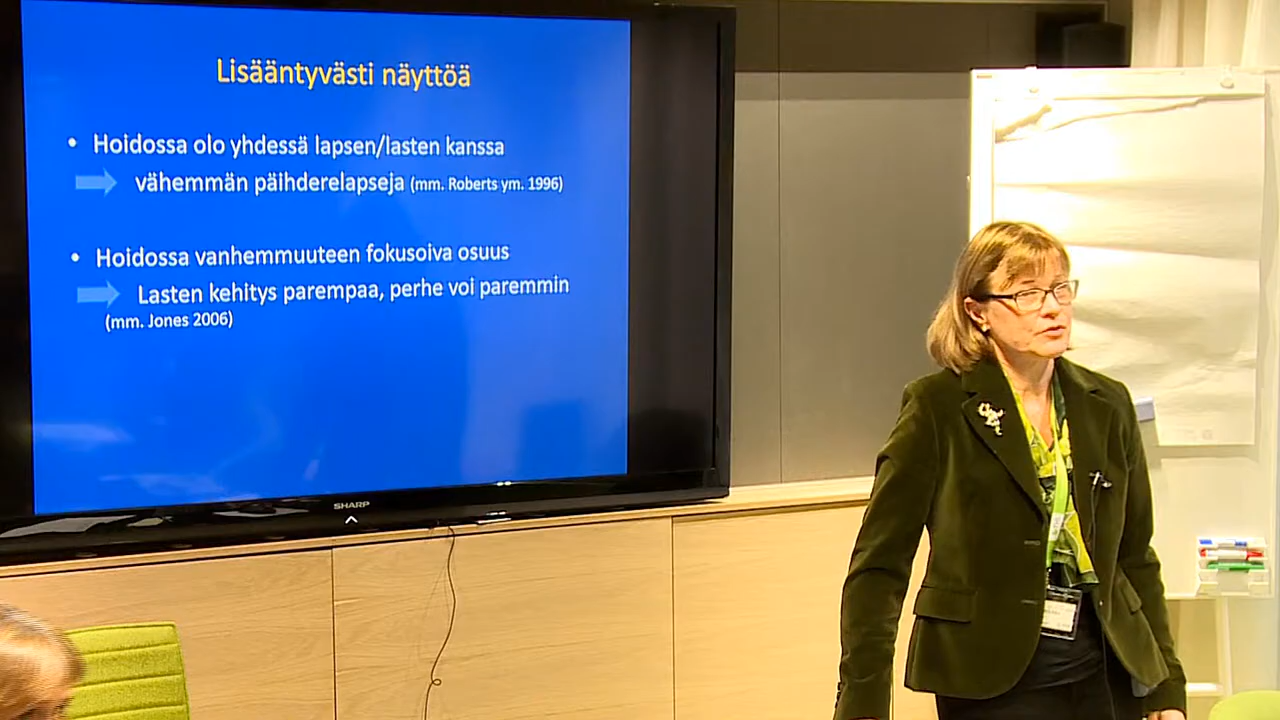 Lisääntyvästi näyttöä
• Hoidossa olo yhdessä lapsen/lasten kanssa
vähemmän päihderelapseja (mm. Roberts ym. 1996)
• Hoidossa vanhemmuuteen fokusoiva osuus
Lasten kehitys parempaa, perhe voi paremmin
(mm. Jones 2006)
SHARP